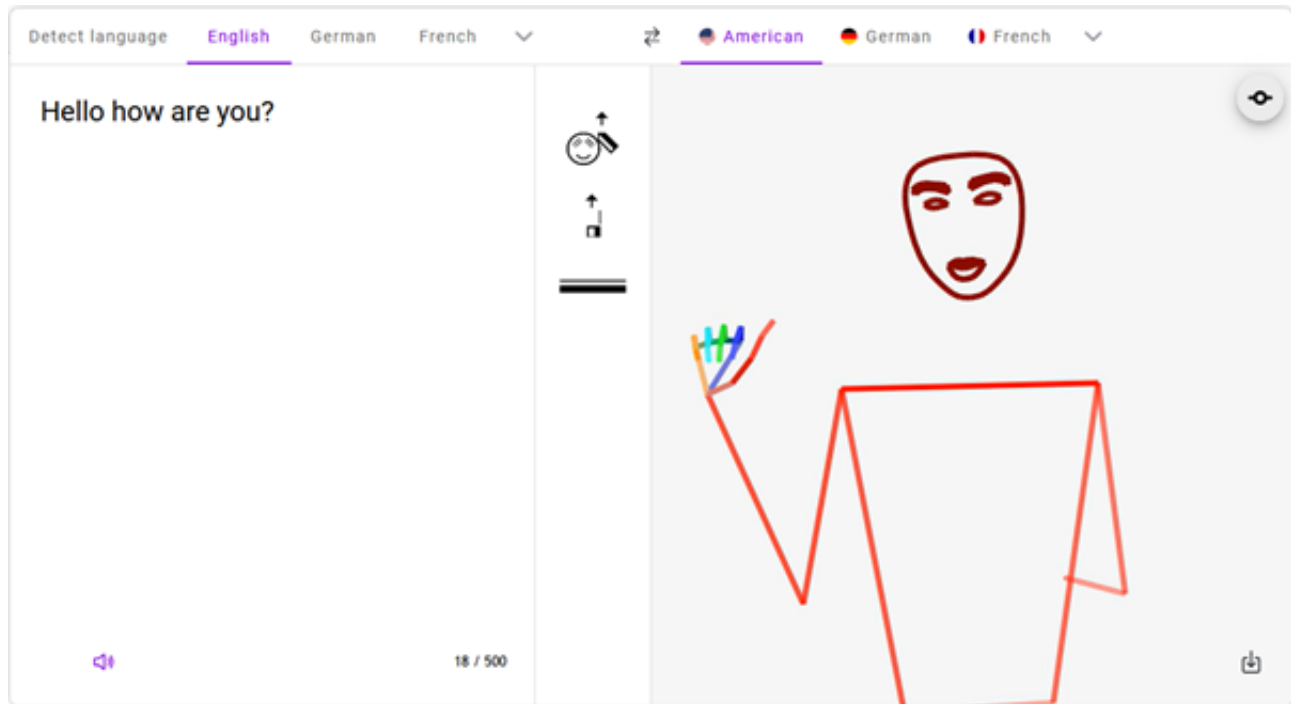 Detect language English German French American German French
Hello how are you?
18 / 500